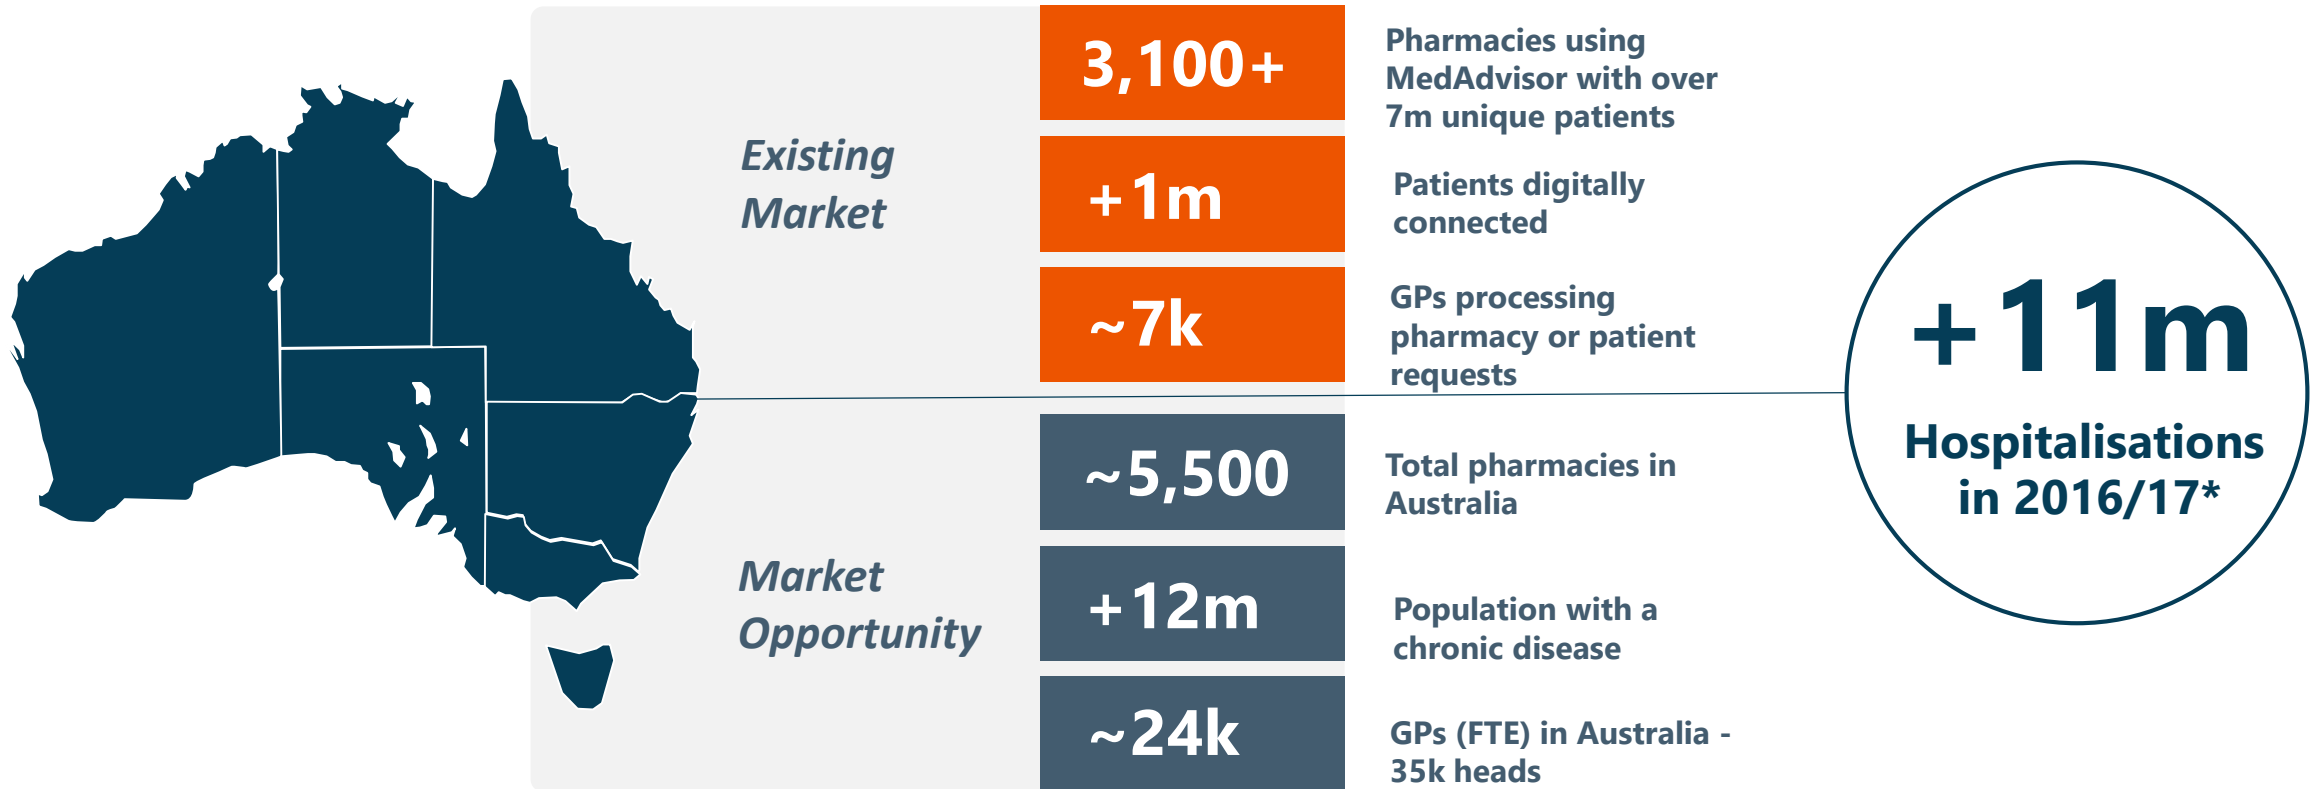 Existing
Market
3,100+
Pharmacies using
MedAdvisor with over
7m unique patients
+1m
Patients digitally
connected
~7k
GPs processing
pharmacy or patient
requests
Market
Opportunity
~5,500
Total pharmacies in
Australia
+12m
Population with a
chronic disease
~24k
GPs (FTE) in Australia -
35k heads
+11m
Hospitalisations
in 2016/17*